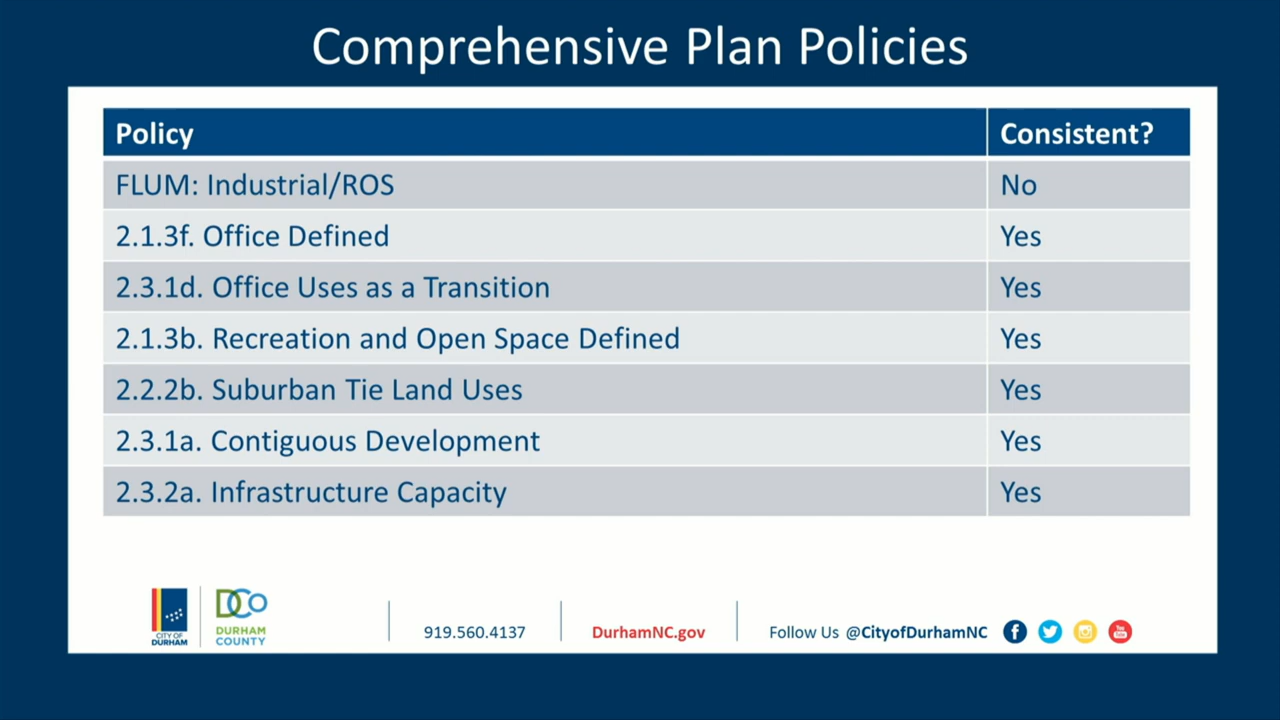 Comprehensive Plan Policies
Policy Consistent?
FLUM: Industrial/ROS No
2.1.3f. Office Defined Yes
2.3.1d. Office Uses as a Transition Yes
2.1.3b. Recreation and Open Space Defined Yes
2.2.2b. Suburban Tie Land Uses Yes
2.3.1a. Contiguous Development Yes
2.3.2a. Infrastructure Capacity Yes
CITY OF
DURHAM
DCo
DURHAM
COUNTY
919.560.4137
DurhamNC.gov
Follow Us @CityofDurhamNC
f
You
Tube